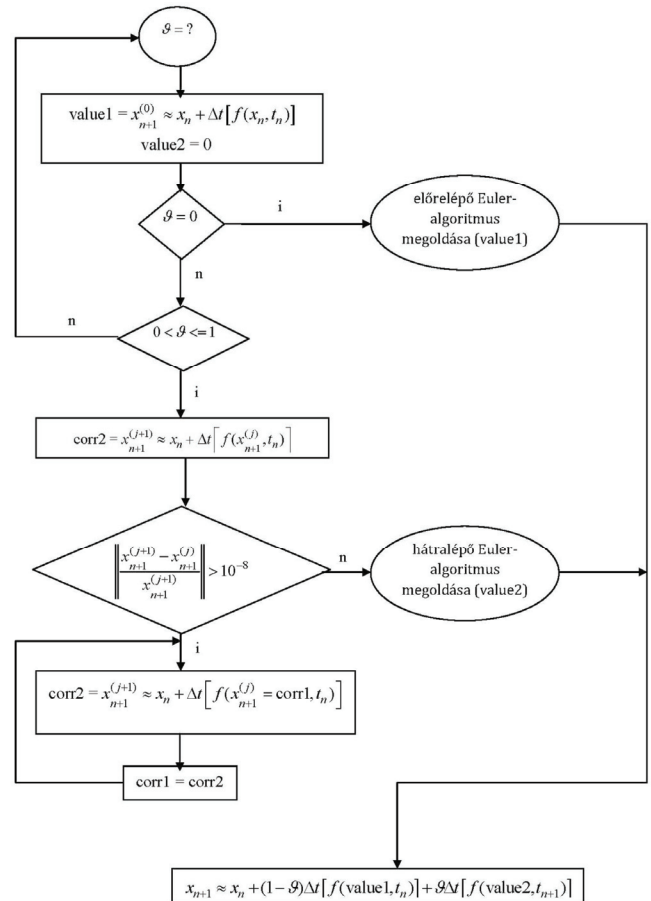 𝜗 = ?
value1 = x_{n+1}^{(0)} ≈ x_n + Δt[f(x_n, t_n)]
value2 = 0
𝜗 = 0
i
előrelépő Euler-
algoritmus
megoldása (value1)
n
n
0 < 𝜗 <= 1
i
corr2 = x_{n+1}^{(j+1)} ≈ x_n + Δt⌈f(x_{n+1}^{(j)}, t_n)⌉
‖(x_{n+1}^{(j+1)} − x_{n+1}^{(j)}) / x_{n+1}^{(j+1)}‖ > 10^{−8}
n
hátralépő Euler-
algoritmus
megoldása (value2)
i
corr2 = x_{n+1}^{(j+1)} ≈ x_n + Δt[f(x_{n+1}^{(j)} = corr1, t_n)]
corr1 = corr2
x_{n+1} ≈ x_n + (1 − 𝜗)Δt[f(value1, t_n)] + 𝜗Δt[f(value2, t_{n+1})]